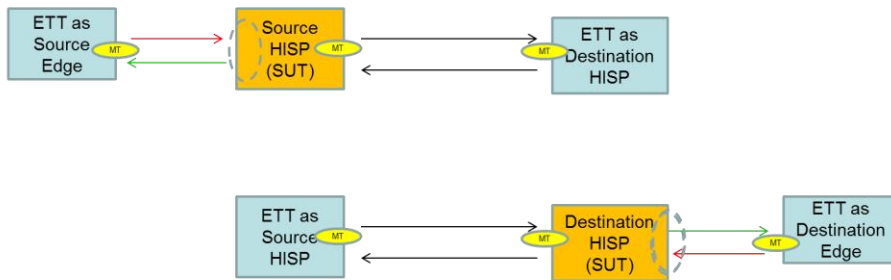 ETT as
Source
Edge
MT
Source
HISP
(SUT)
MT
MT
ETT as
Destination
HISP
ETT as
Source
HISP
MT
MT
Destination
HISP
(SUT)
MT
ETT as
Destination
Edge